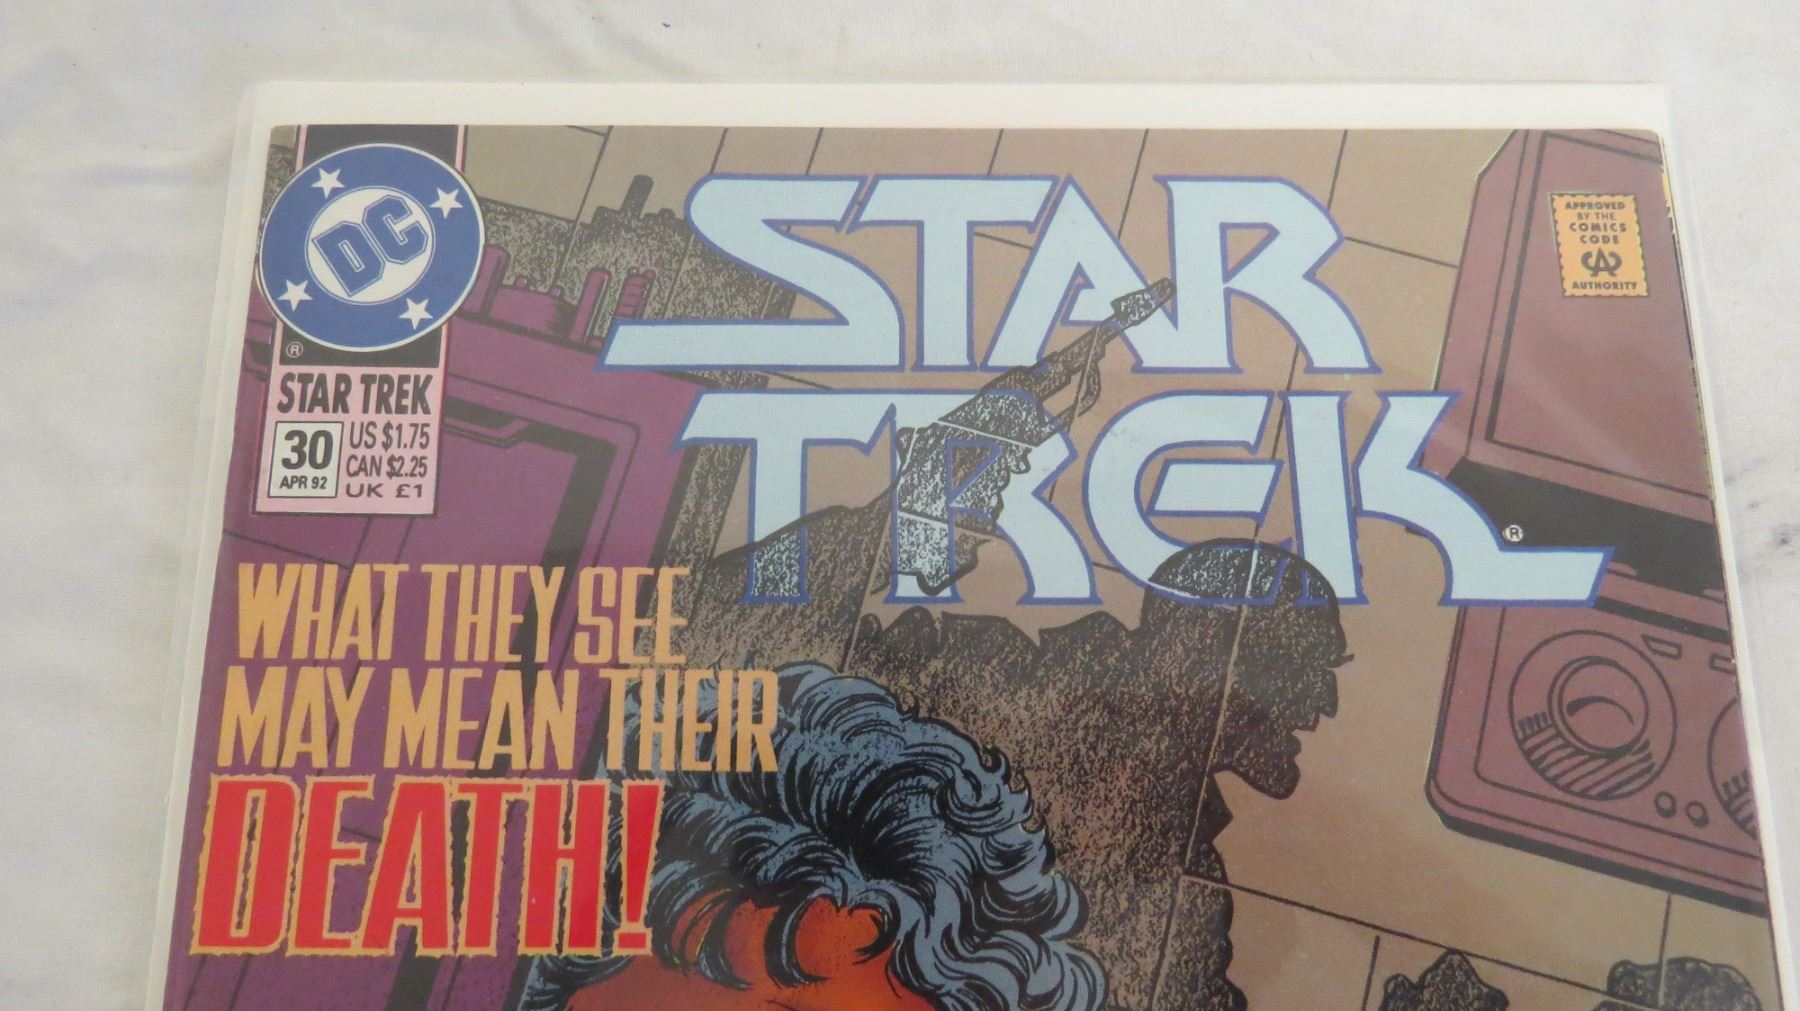 DC
®
STAR TREK
30
APR 92
US $1.75
CAN $2.25
UK £1
STAR
TREK®
APPROVED
BY THE
COMICS
CODE
CA
AUTHORITY
WHAT THEY SEE
MAY MEAN THEIR
DEATH!